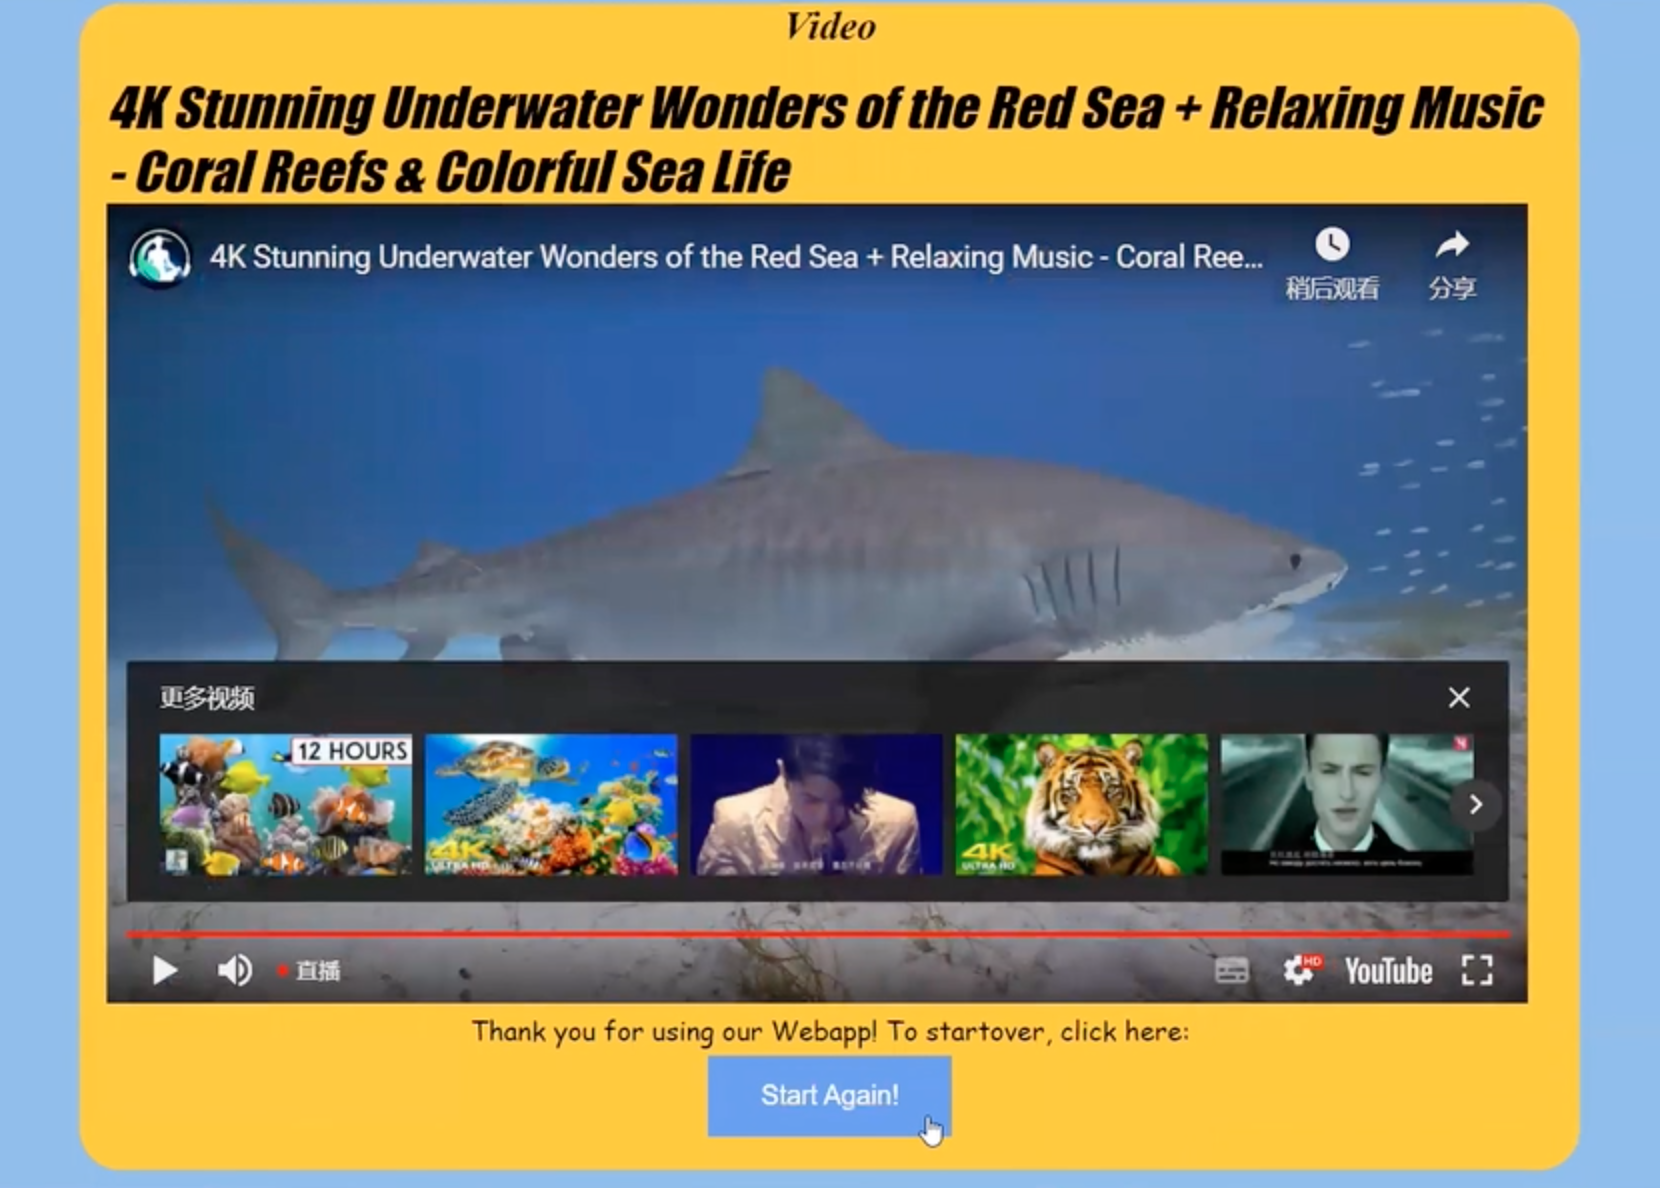 Video
4K Stunning Underwater Wonders of the Red Sea + Relaxing Music
- Coral Reefs & Colorful Sea Life
4K Stunning Underwater Wonders of the Red Sea + Relaxing Music - Coral Ree...
稍后观看
分享
更多视频
12 HOURS
4K
ULTRA HD
4K
ULTRA HD
直播
HD
YouTube
Thank you for using our Webapp! To startover, click here:
Start Again!